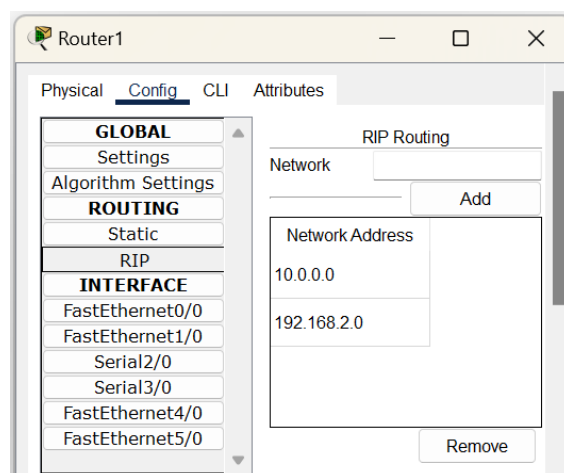 Router1
Physical Config CLI Attributes
GLOBAL
Settings
Algorithm Settings
ROUTING
Static
RIP
INTERFACE
FastEthernet0/0
FastEthernet1/0
Serial2/0
Serial3/0
FastEthernet4/0
FastEthernet5/0
RIP Routing
Network
Add
Network Address
10.0.0.0
192.168.2.0
Remove